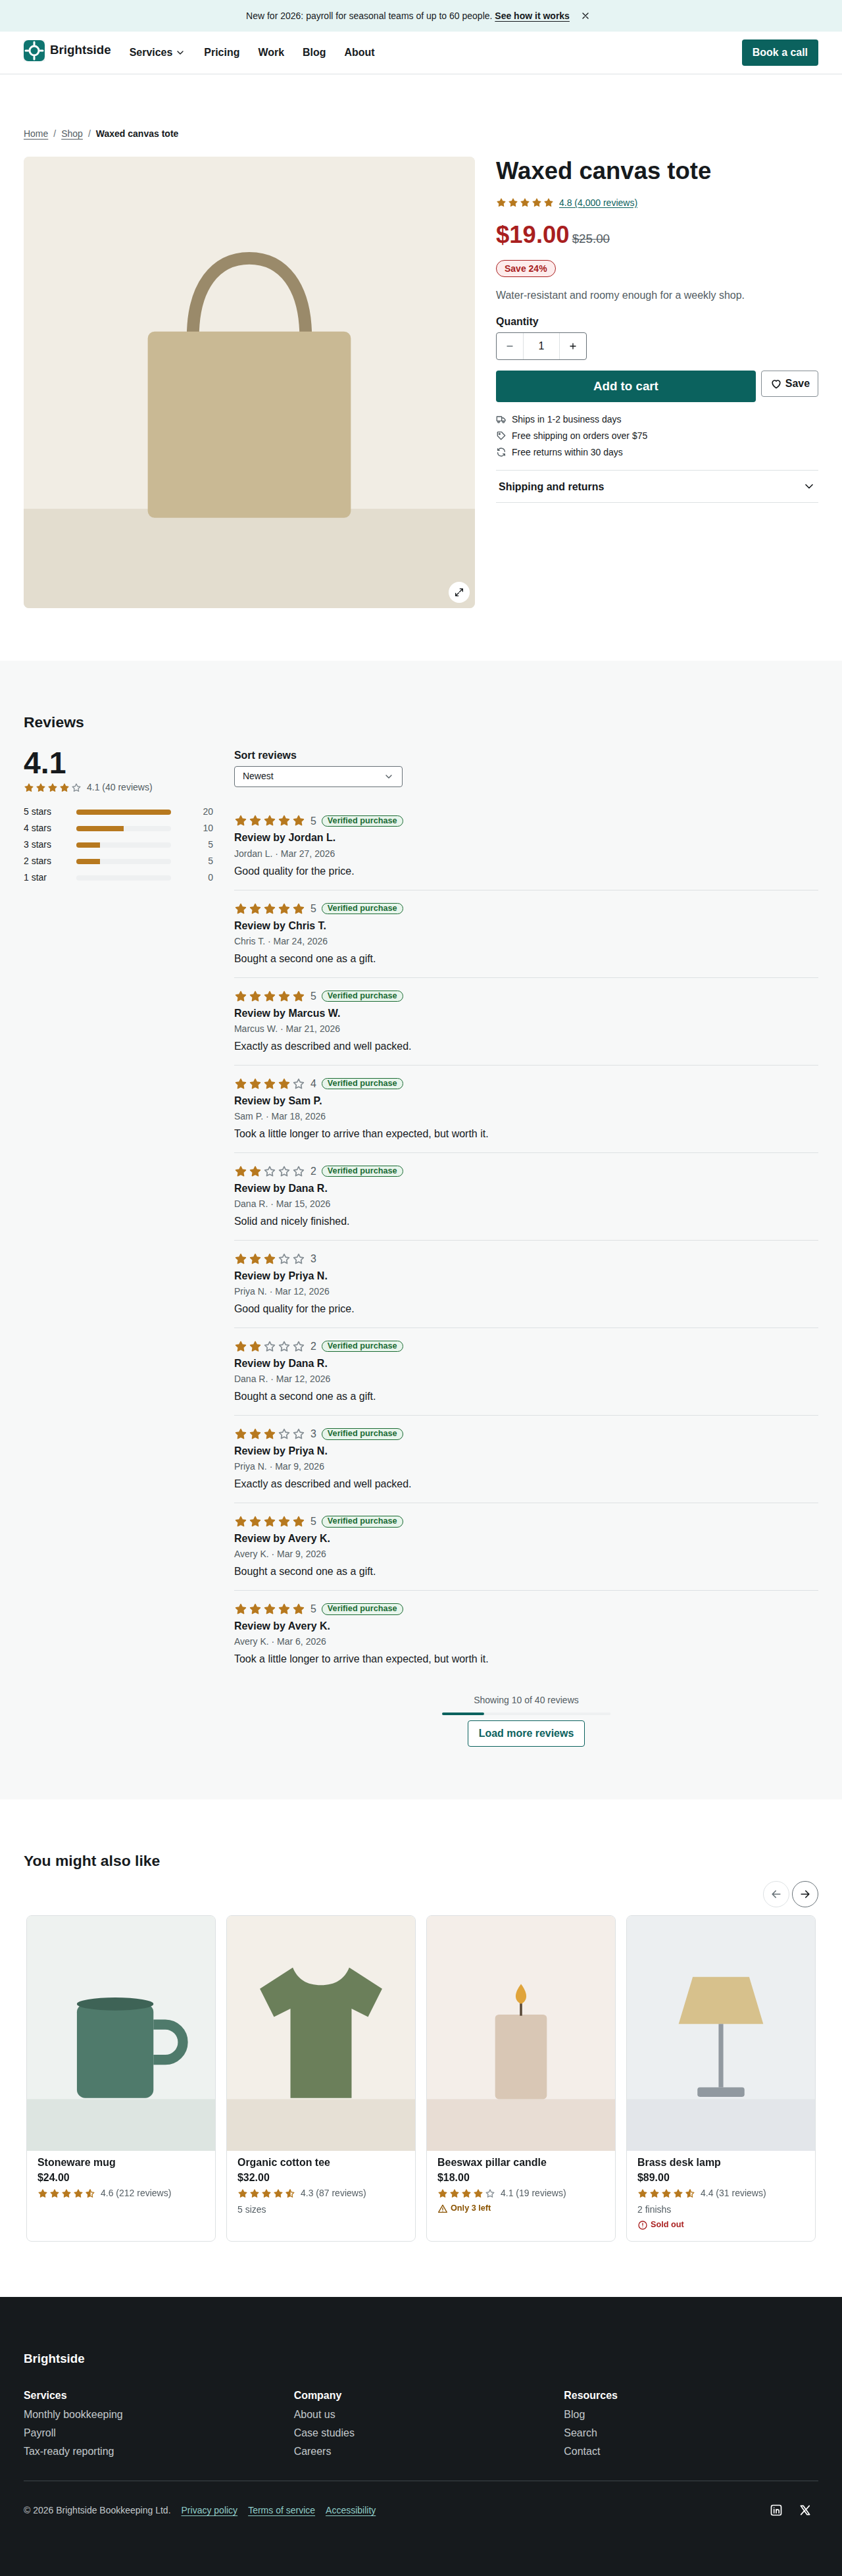 New for 2026: payroll for seasonal teams of up to 60 people. See how it works
Brightside
Services
Pricing
Work
Blog
About
Book a call
Home / Shop / Waxed canvas tote
Waxed canvas tote
4.8 (4,000 reviews)
$19.00 $25.00
Save 24%
Water-resistant and roomy enough for a weekly shop.
Quantity
− 1 +
Add to cart
Save
Ships in 1-2 business days
Free shipping on orders over $75
Free returns within 30 days
Shipping and returns
Reviews
4.1
4.1 (40 reviews)
5 stars 20
4 stars 10
3 stars 5
2 stars 5
1 star 0
Sort reviews
Newest
5 Verified purchase
Review by Jordan L.
Jordan L. · Mar 27, 2026
Good quality for the price.
5 Verified purchase
Review by Chris T.
Chris T. · Mar 24, 2026
Bought a second one as a gift.
5 Verified purchase
Review by Marcus W.
Marcus W. · Mar 21, 2026
Exactly as described and well packed.
4 Verified purchase
Review by Sam P.
Sam P. · Mar 18, 2026
Took a little longer to arrive than expected, but worth it.
2 Verified purchase
Review by Dana R.
Dana R. · Mar 15, 2026
Solid and nicely finished.
3
Review by Priya N.
Priya N. · Mar 12, 2026
Good quality for the price.
2 Verified purchase
Review by Dana R.
Dana R. · Mar 12, 2026
Bought a second one as a gift.
3 Verified purchase
Review by Priya N.
Priya N. · Mar 9, 2026
Exactly as described and well packed.
5 Verified purchase
Review by Avery K.
Avery K. · Mar 9, 2026
Bought a second one as a gift.
5 Verified purchase
Review by Avery K.
Avery K. · Mar 6, 2026
Took a little longer to arrive than expected, but worth it.
Showing 10 of 40 reviews
Load more reviews
You might also like
Stoneware mug
$24.00
4.6 (212 reviews)
Organic cotton tee
$32.00
4.3 (87 reviews)
5 sizes
Beeswax pillar candle
$18.00
4.1 (19 reviews)
Only 3 left
Brass desk lamp
$89.00
4.4 (31 reviews)
2 finishs
Sold out
Brightside
Services
Monthly bookkeeping
Payroll
Tax-ready reporting
Company
About us
Case studies
Careers
Resources
Blog
Search
Contact
© 2026 Brightside Bookkeeping Ltd. Privacy policy Terms of service Accessibility